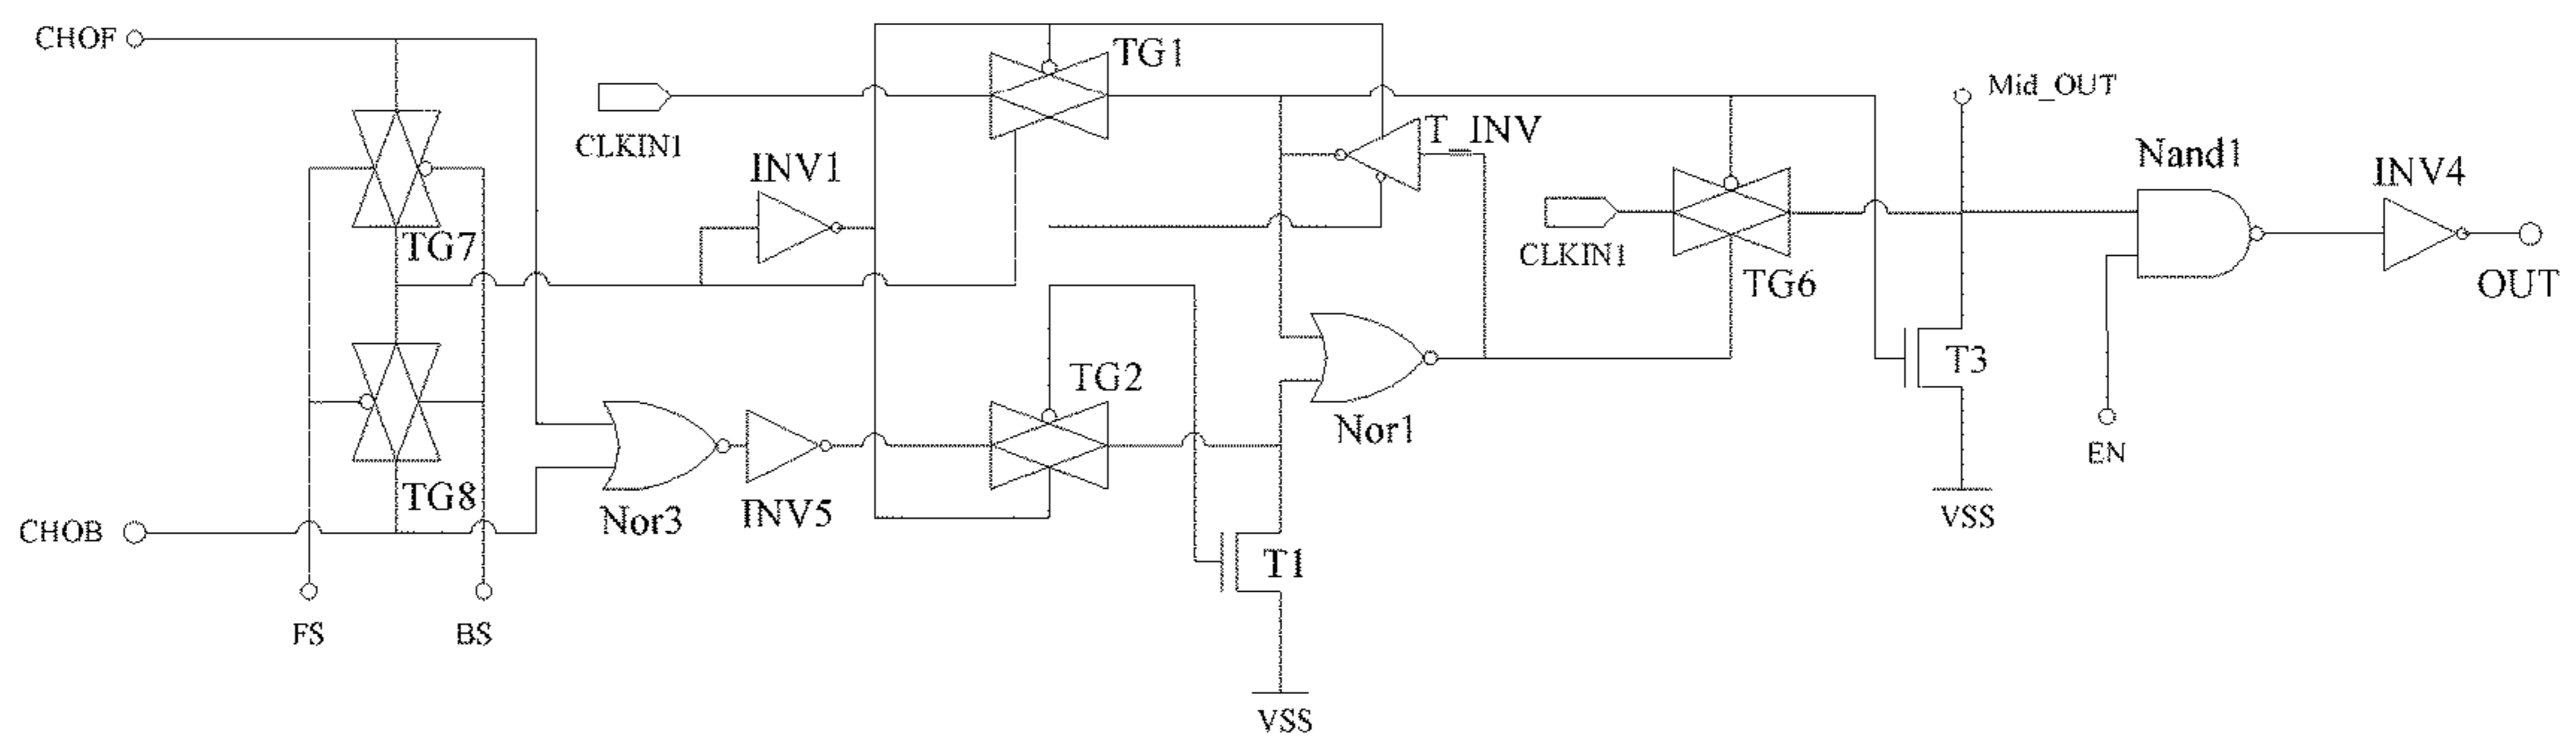 CHOF
TG1
Mid_OUT
CLKIN1
T_INV
INV1
Nand1
INV4
TG7
CLKIN1
TG6
OUT
TG2
T3
Nor1
EN
TG8
Nor3
INV5
VSS
CHOB
T1
FS
BS
VSS